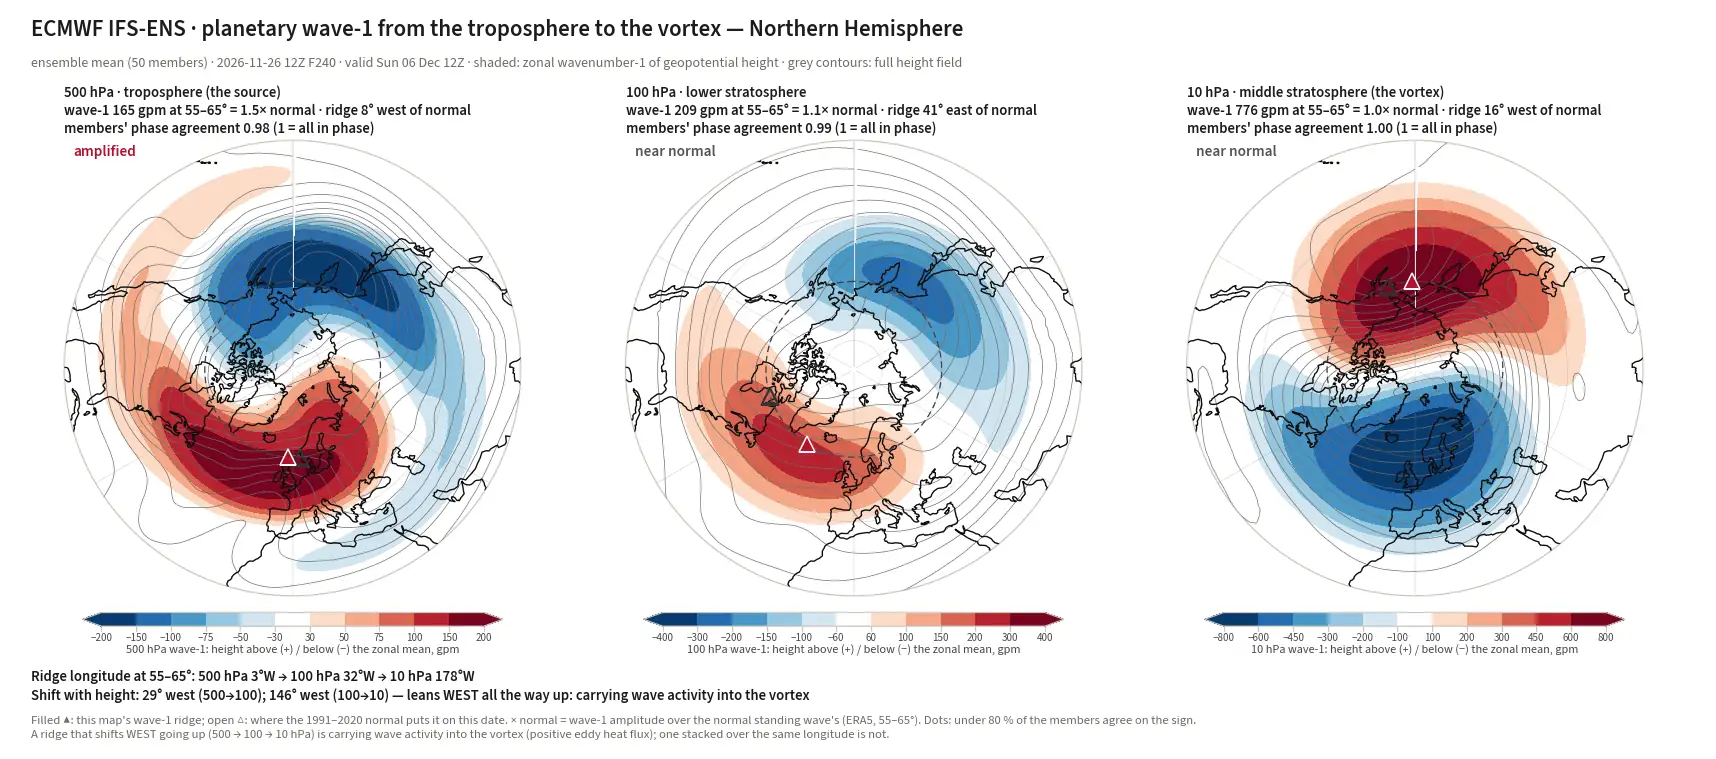 ECMWF IFS-ENS · planetary wave-1 from the troposphere to the vortex — Northern Hemisphere
ensemble mean (50 members) · 2026-11-26 12Z F240 · valid Sun 06 Dec 12Z · shaded: zonal wavenumber-1 of geopotential height · grey contours: full height field
500 hPa · troposphere (the source)
wave-1 165 gpm at 55–65° = 1.5× normal · ridge 8° west of normal
members' phase agreement 0.98 (1 = all in phase)
amplified
100 hPa · lower stratosphere
wave-1 209 gpm at 55–65° = 1.1× normal · ridge 41° east of normal
members' phase agreement 0.99 (1 = all in phase)
near normal
10 hPa · middle stratosphere (the vortex)
wave-1 776 gpm at 55–65° = 1.0× normal · ridge 16° west of normal
members' phase agreement 1.00 (1 = all in phase)
near normal
−200 −150 −100 −75 −50 −30 30 50 75 100 150 200
500 hPa wave-1: height above (+) / below (−) the zonal mean, gpm
−400 −300 −200 −150 −100 −60 60 100 150 200 300 400
100 hPa wave-1: height above (+) / below (−) the zonal mean, gpm
−800 −600 −450 −300 −200 −100 100 200 300 450 600 800
10 hPa wave-1: height above (+) / below (−) the zonal mean, gpm
Ridge longitude at 55–65°: 500 hPa 3°W → 100 hPa 32°W → 10 hPa 178°W
Shift with height: 29° west (500→100); 146° west (100→10) — leans WEST all the way up: carrying wave activity into the vortex
Filled ▲: this map's wave-1 ridge; open △: where the 1991–2020 normal puts it on this date. × normal = wave-1 amplitude over the normal standing wave's (ERA5, 55–65°). Dots: under 80 % of the members agree on the sign.
A ridge that shifts WEST going up (500 → 100 → 10 hPa) is carrying wave activity into the vortex (positive eddy heat flux); one stacked over the same longitude is not.